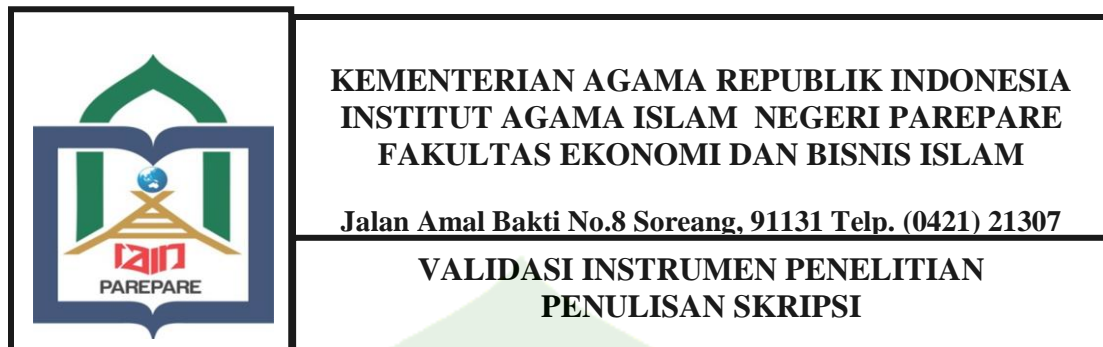 KEMENTERIAN AGAMA REPUBLIK INDONESIA
INSTITUT AGAMA ISLAM NEGERI PAREPARE
FAKULTAS EKONOMI DAN BISNIS ISLAM
Jalan Amal Bakti No.8 Soreang, 91131 Telp. (0421) 21307
VALIDASI INSTRUMEN PENELITIAN
PENULISAN SKRIPSI
iain
PAREPARE